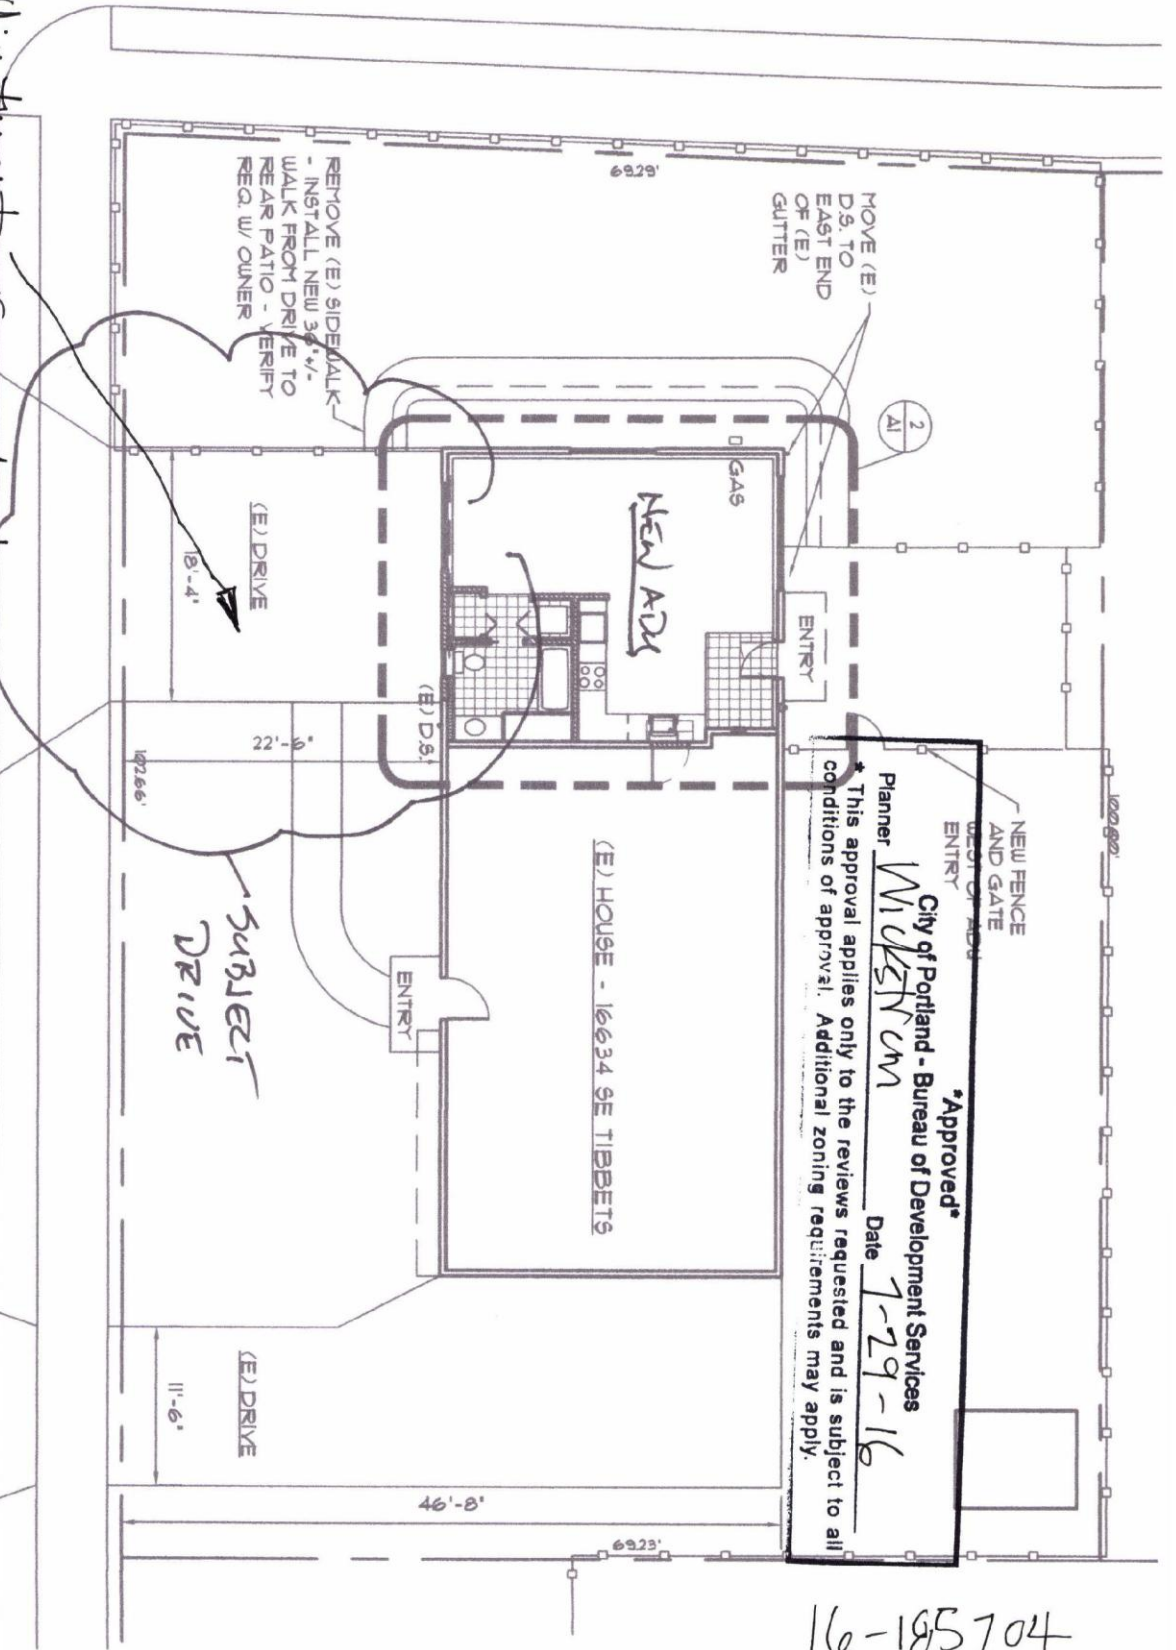 69.29'
MOVE (E)
D.S. TO
EAST END
OF (E)
GUTTER
REMOVE (E) SIDEWALK
- INSTALL NEW 36" +/-
WALK FROM DRIVE TO
REAR PATIO - VERIFY
REQ. W/ OWNER
2
A1
GAS
NEW ADU
ENTRY
(E) DRIVE
18'-4"
(E) D.S.
22'-6"
102.66'
NEW FENCE
AND GATE
WEST OF ADU
ENTRY
*Approved*
City of Portland - Bureau of Development Services
Planner Wickstrom Date 7-29-16
* This approval applies only to the reviews requested and is subject to all
conditions of approval. Additional zoning requirements may apply.
(E) HOUSE - 16634 SE TIBBETS
ENTRY
SUBJECT
DRIVE
(E) DRIVE
11'-6"
46'-8"
69.23'
16-185704